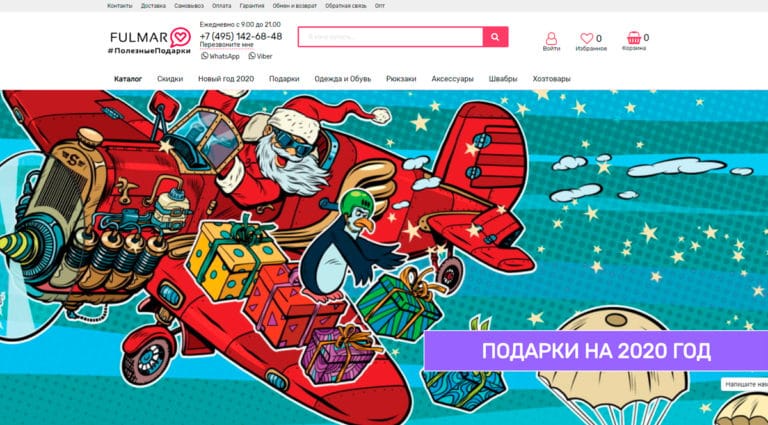 Контакты Доставка Самовывоз Оплата Гарантия Обмен и возврат Обратная связь Опт
FULMAR
#ПолезныеПодарки
Ежедневно с 9:00 до 21:00
+7 (495) 142-68-48
Перезвоните мне
WhatsApp Viber
Войти
0
Избранное
0
Корзина
Каталог Скидки Новый год 2020 Подарки Одежда и Обувь Рюкзаки Аксессуары Швабры Хозтовары
S
ПОДАРКИ НА 2020 ГОД
Напишите нам